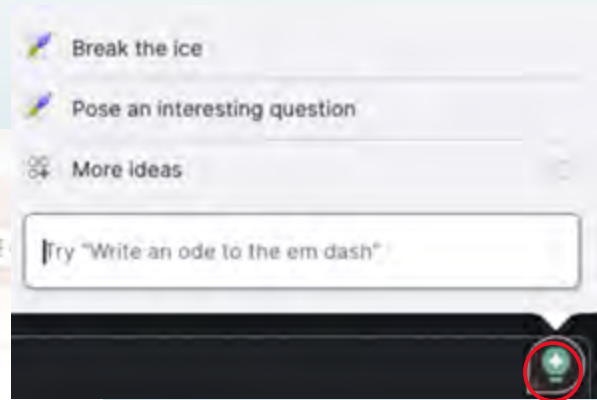 Break the ice
Pose an interesting question
More ideas
Try "Write an ode to the em dash"